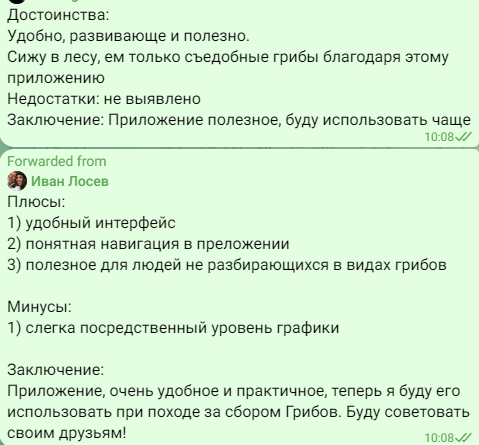 Достоинства:
Удобно, развивающе и полезно.
Сижу в лесу, ем только съедобные грибы благодаря этому
приложению
Недостатки: не выявлено
Заключение: Приложение полезное, буду использовать чаще
10:08
Forwarded from
Иван Лосев
Плюсы:
1) удобный интерфейс
2) понятная навигация в преложении
3) полезное для людей не разбирающихся в видах грибов
Минусы:
1) слегка посредственный уровень графики
Заключение:
Приложение, очень удобное и практичное, теперь я буду его
использовать при походе за сбором Грибов. Буду советовать
своим друзьям!
10:08